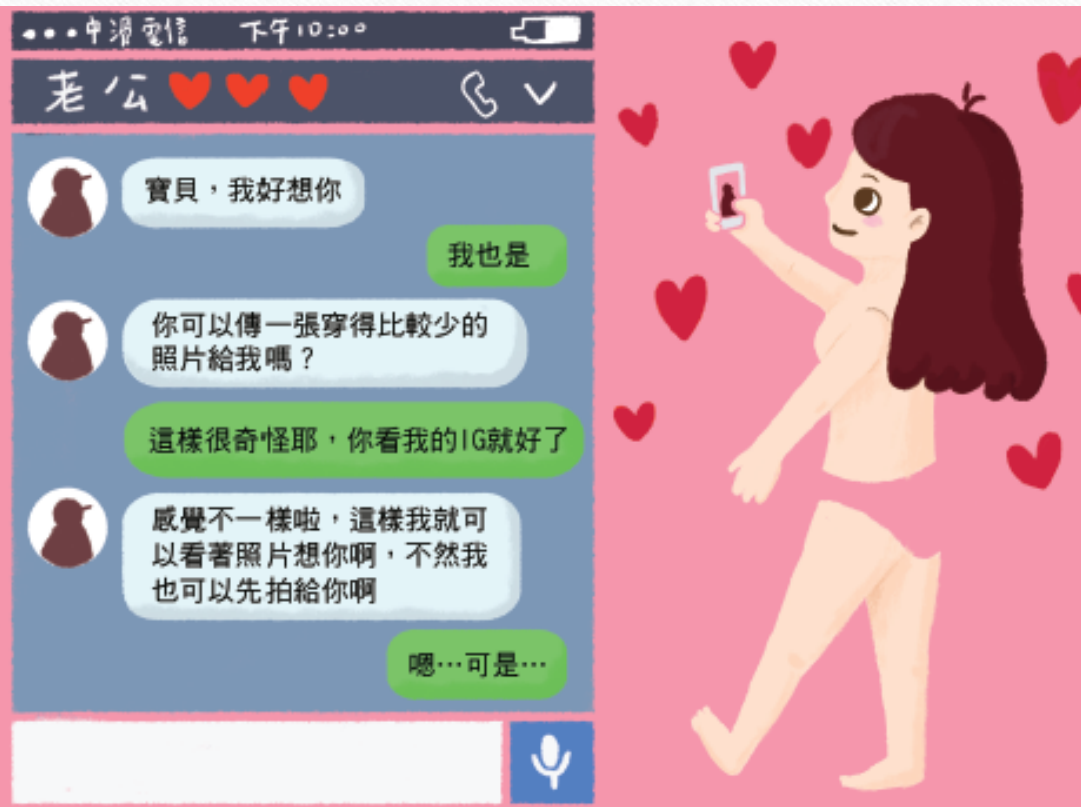 中滬電信 下午10:00
老公
寶貝，我好想你
我也是
你可以傳一張穿得比較少的
照片給我嗎？
這樣很奇怪耶，你看我的IG就好了
感覺不一樣啦，這樣我就可
以看著照片想你啊，不然我
也可以先拍給你啊
嗯…可是…